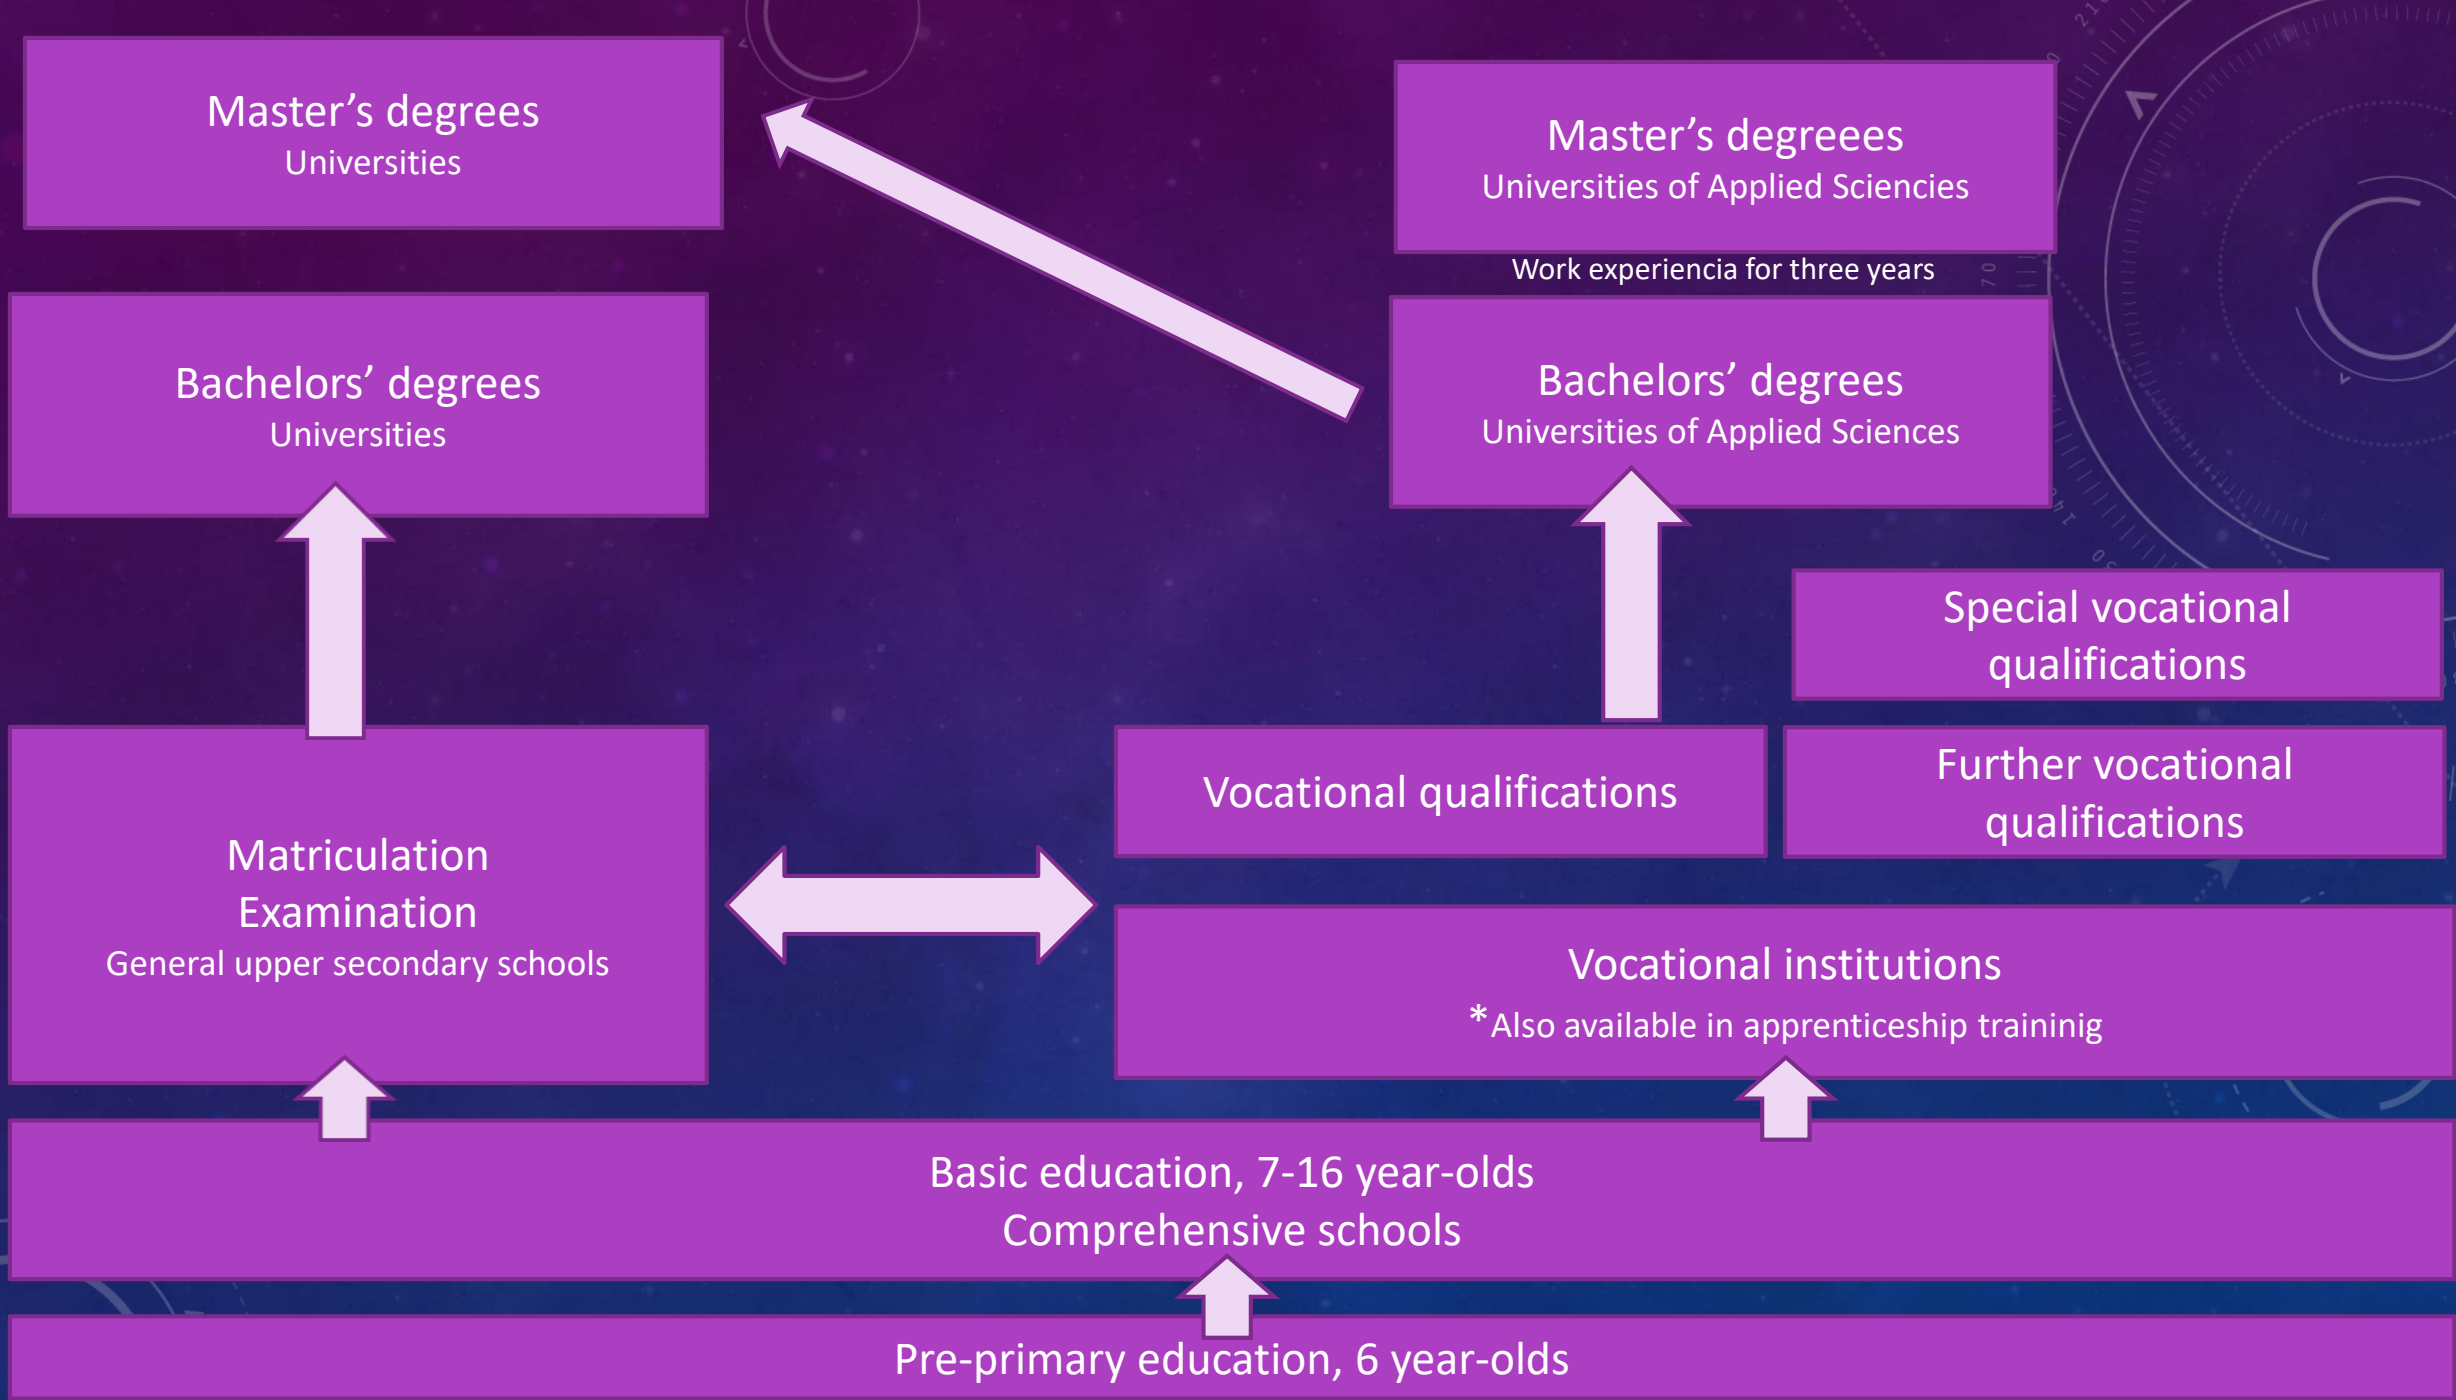 Master’s degrees
Universities
Master’s degreees
Universities of Applied Sciencies
Work experiencia for three years
Bachelors’ degrees
Universities
Bachelors’ degrees
Universities of Applied Sciences
Special vocational
qualifications
Vocational qualifications
Further vocational
qualifications
Matriculation
Examination
General upper secondary schools
Vocational institutions
*Also available in apprenticeship traininig
Basic education, 7-16 year-olds
Comprehensive schools
Pre-primary education, 6 year-olds